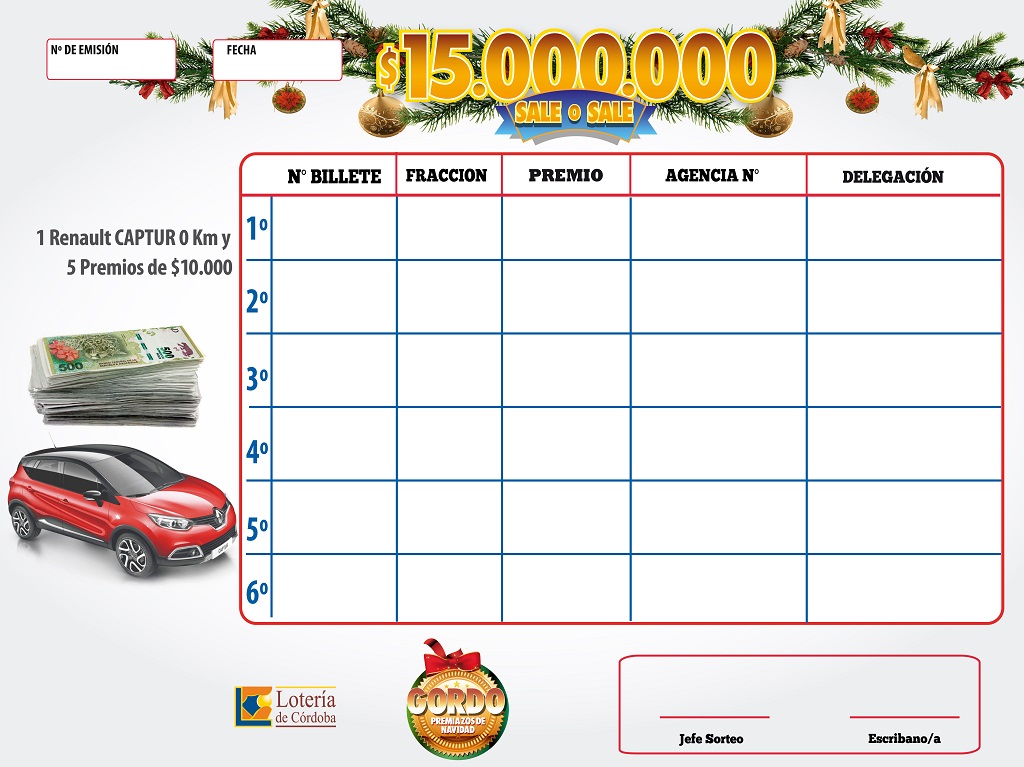 Nº DE EMISIÓN
FECHA
$15.000.000
SALE O SALE
N° BILLETE FRACCION PREMIO AGENCIA N° DELEGACIÓN
1º
1 Renault CAPTUR 0 Km y
5 Premios de $10.000
2º
3º
4º
5º
6º
500
500
Lotería
de Córdoba
GORDO
PREMIAZOS DE
NAVIDAD
Jefe Sorteo
Escribano/a